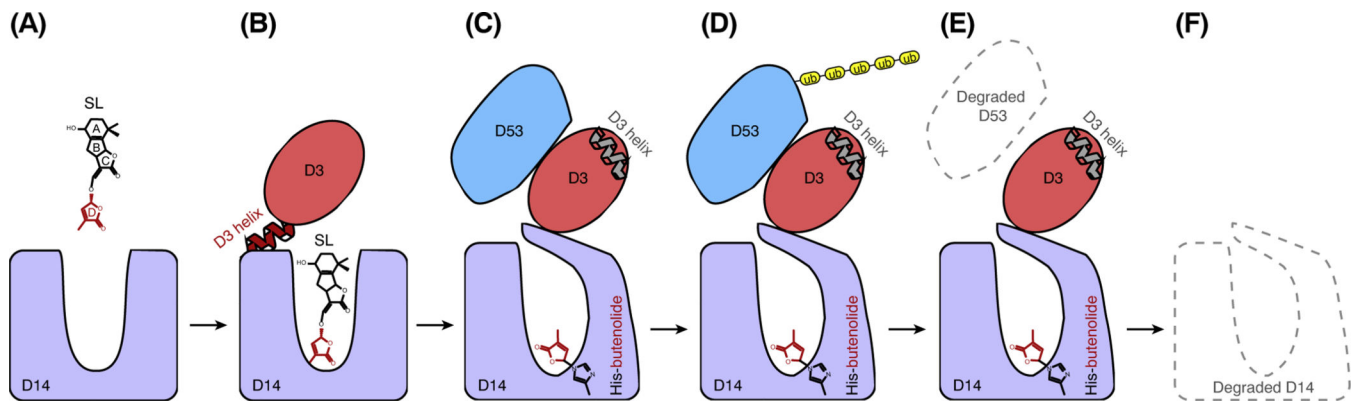 (A)
(B)
(C)
(D)
(E)
(F)
SL
HO
A
B
C
O
O
O
D
O
O
D14
D3
D3 helix
SL
HO
O
O
O
O
O
D14
D53
D3 helix
D3
O
O
N
N
His-butenolide
D14
ub ub ub ub ub
D53
D3 helix
D3
O
O
N
N
His-butenolide
D14
Degraded
D53
D3 helix
D3
O
O
N
N
His-butenolide
D14
Degraded D14